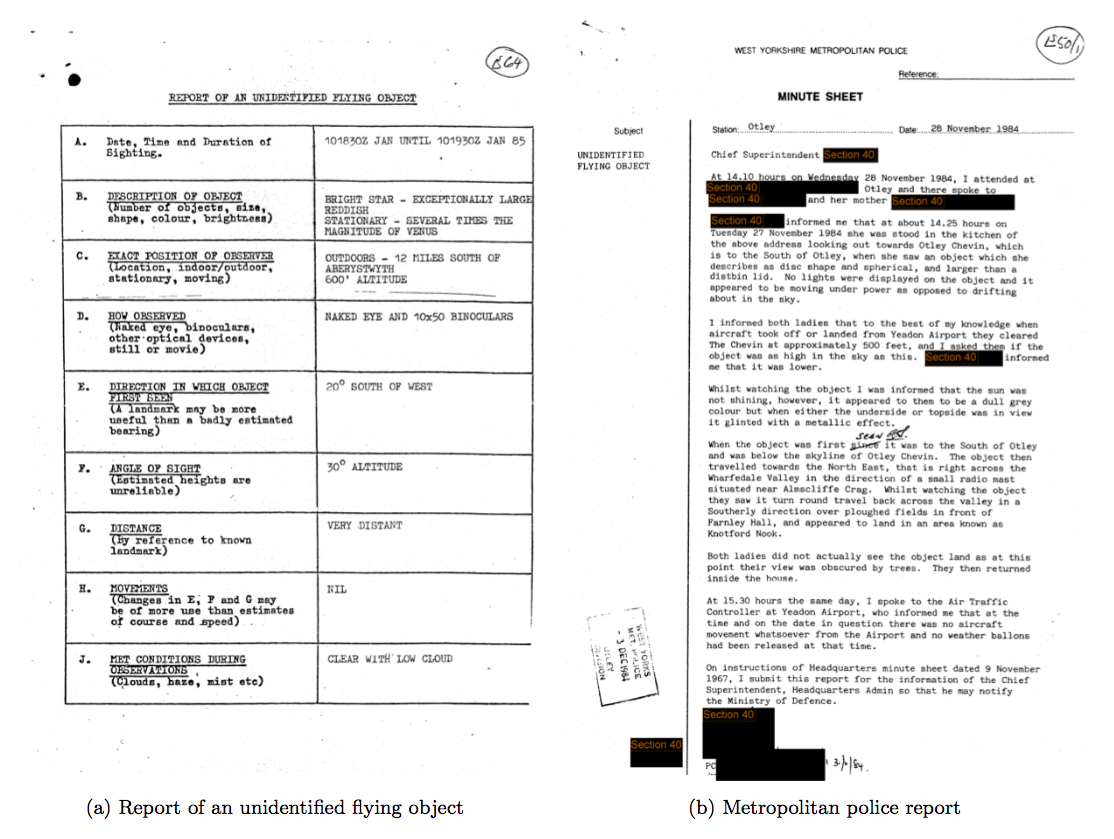 E64
REPORT OF AN UNIDENTIFIED FLYING OBJECT
A. Date, Time and Duration of
Sighting.
101830Z JAN UNTIL 101930Z JAN 85
B. DESCRIPTION OF OBJECT
(Number of objects, size,
shape, colour, brightness)
BRIGHT STAR - EXCEPTIONALLY LARGE
REDDISH
STATIONARY - SEVERAL TIMES THE
MAGNITUDE OF VENUS
C. EXACT POSITION OF OBSERVER
(Location, indoor/outdoor,
stationary, moving)
OUTDOORS - 12 MILES SOUTH OF
ABERYSTWYTH
600' ALTITUDE
D. HOW OBSERVED
(Naked eye, binoculars,
other optical devices,
still or movie)
NAKED EYE AND 10x50 BINOCULARS
E. DIRECTION IN WHICH OBJECT
FIRST SEEN
(A landmark may be more
useful than a badly estimated
bearing)
20° SOUTH OF WEST
F. ANGLE OF SIGHT
(Estimated heights are
unreliable)
30° ALTITUDE
G. DISTANCE
(By reference to known
landmark)
VERY DISTANT
H. MOVEMENTS
(Changes in E, F and G may
be of more use than estimates
of course and speed)
NIL
J. MET CONDITIONS DURING
OBSERVATIONS
(Clouds, haze, mist etc)
CLEAR WITH LOW CLOUD
(a) Report of an unidentified flying object
1.
WEST YORKSHIRE METROPOLITAN POLICE
E50/1
Reference:
MINUTE SHEET
Subject
UNIDENTIFIED
FLYING OBJECT
Station: Otley Date: 28 November 1984
Chief Superintendent Section 40
At 14.10 hours on Wednesday 28 November 1984, I attended at
Section 40 Otley and there spoke to
Section 40 and her mother Section 40
Section 40 informed me that at about 14.25 hours on
Tuesday 27 November 1984 she was stood in the kitchen of
the above address looking out towards Otley Chevin, which
is to the South of Otley, when she saw an object which she
describes as disc shape and spherical, and larger than a
distbin lid. No lights were displayed on the object and it
appeared to be moving under power as opposed to drifting
about in the sky.
I informed both ladies that to the best of my knowledge when
aircraft took off or landed from Yeadon Airport they cleared
The Chevin at approximately 500 feet, and I asked them if the
object was as high in the sky as this. Section 40 informed
me that it was lower.
Whilst watching the object I was informed that the sun was
not shining, however, it appeared to them to be a dull grey
colour but when either the underside or topside was in view
it glinted with a metallic effect.
seen
When the object was first since it was to the South of Otley
and was below the skyline of Otley Chevin. The object then
travelled towards the North East, that is right across the
Wharfedale Valley in the direction of a small radio mast
situated near Almscliffe Crag. Whilst watching the object
they saw it turn round travel back across the valley in a
Southerly direction over ploughed fields in front of
Farnley Hall, and appeared to land in an area known as
Knotford Nook.
Both ladies did not actually see the object land as at this
point their view was obscured by trees. They then returned
inside the house.
At 15.30 hours the same day, I spoke to the Air Traffic
Controller at Yeadon Airport, who informed me that at the
time and on the date in question there was no aircraft
movement whatsoever from the Airport and no weather ballons
had been released at that time.
On instructions of Headquarters minute sheet dated 9 November
1967, I submit this report for the information of the Chief
Superintendent, Headquarters Admin so that he may notify
the Ministry of Defence.
WEST YORKS
MET. POLICE
- 3 DEC 1984
OTLEY
DIVISION
Section 40
Section 40
PC
(b) Metropolitan police report